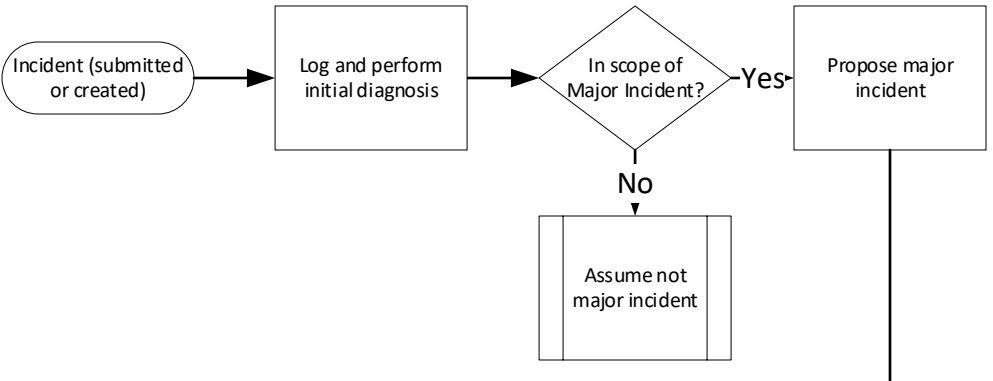 Incident (submitted
or created)
Log and perform
initial diagnosis
In scope of
Major Incident?
Yes
Propose major
incident
No
Assume not
major incident